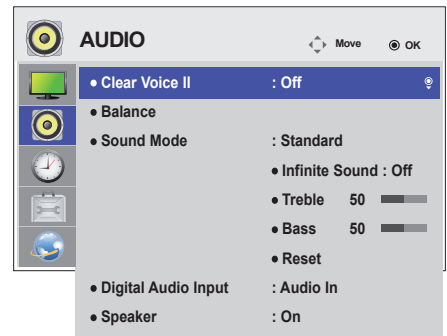 AUDIO Move OK
● Clear Voice II : Off
● Balance
● Sound Mode : Standard
● Infinite Sound : Off
● Treble 50
● Bass 50
● Reset
● Digital Audio Input : Audio In
● Speaker : On